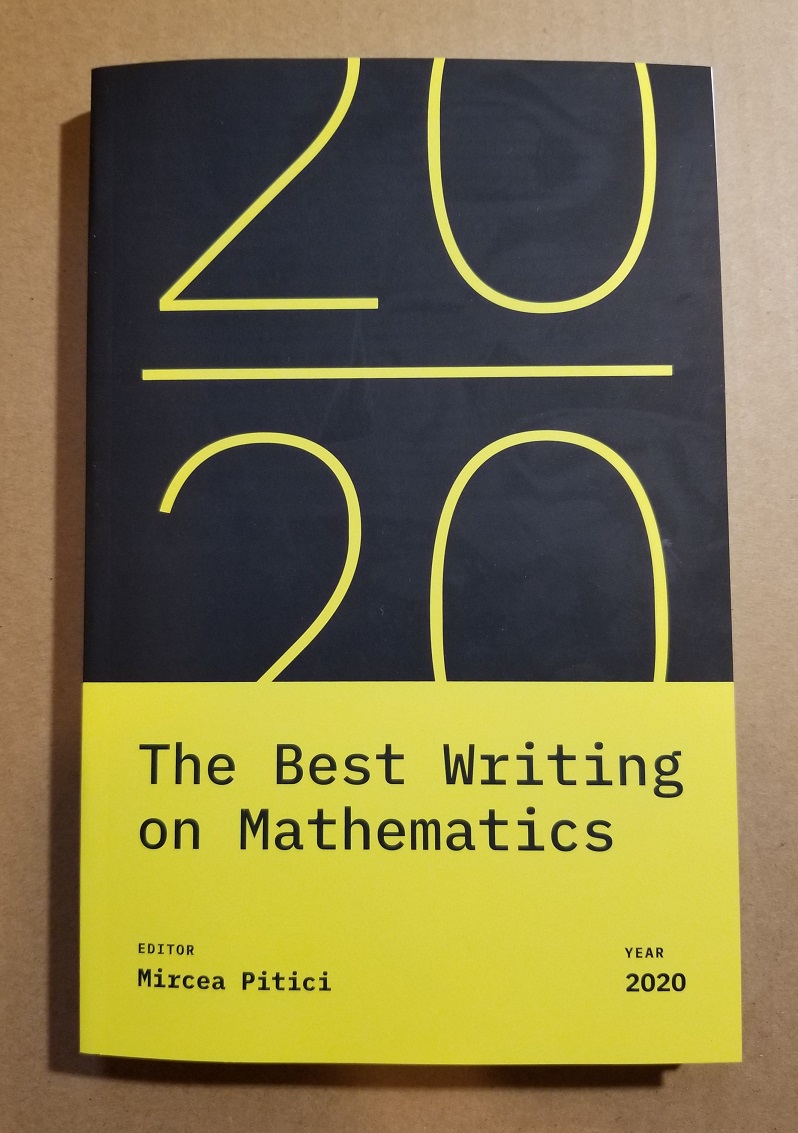 20
20
The Best Writing
on Mathematics
EDITOR
Mircea Pitici
YEAR
2020